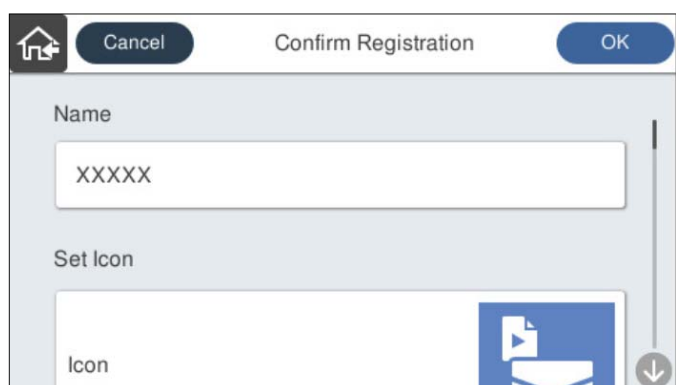 Cancel Confirm Registration OK
Name
XXXXX
Set Icon
Icon